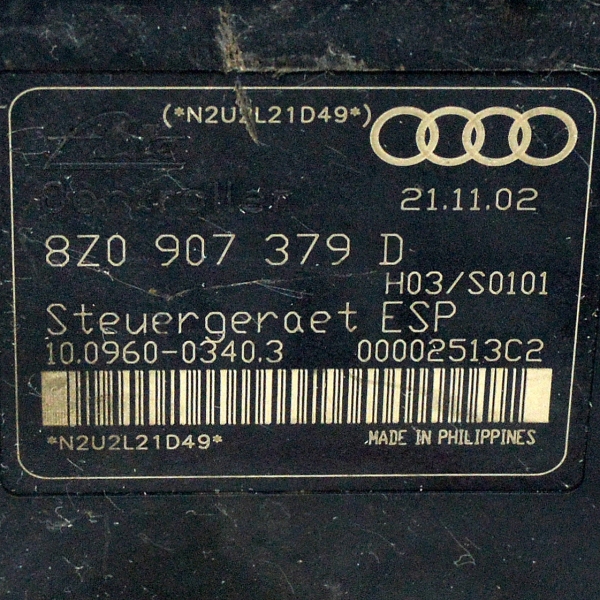 (*N2U2L21D49*)
Controller
21.11.02
8Z0 907 379 D
H03/S0101
Steuergeraet ESP
10.0960-0340.3 00002513C2
*N2U2L21D49*
MADE IN PHILIPPINES